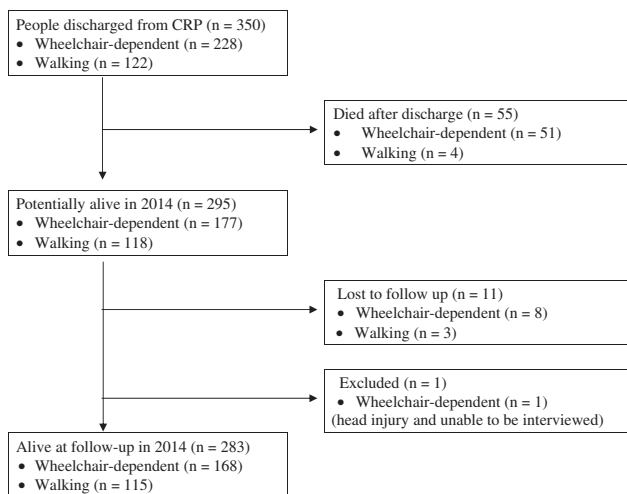 People discharged from CRP (n = 350)
• Wheelchair-dependent (n = 228)
• Walking (n = 122)
Died after discharge (n = 55)
• Wheelchair-dependent (n = 51)
• Walking (n = 4)
Potentially alive in 2014 (n = 295)
• Wheelchair-dependent (n = 177)
• Walking (n = 118)
Lost to follow up (n = 11)
• Wheelchair-dependent (n = 8)
• Walking (n = 3)
Excluded (n = 1)
• Wheelchair-dependent (n = 1)
(head injury and unable to be interviewed)
Alive at follow-up in 2014 (n = 283)
• Wheelchair-dependent (n = 168)
• Walking (n = 115)